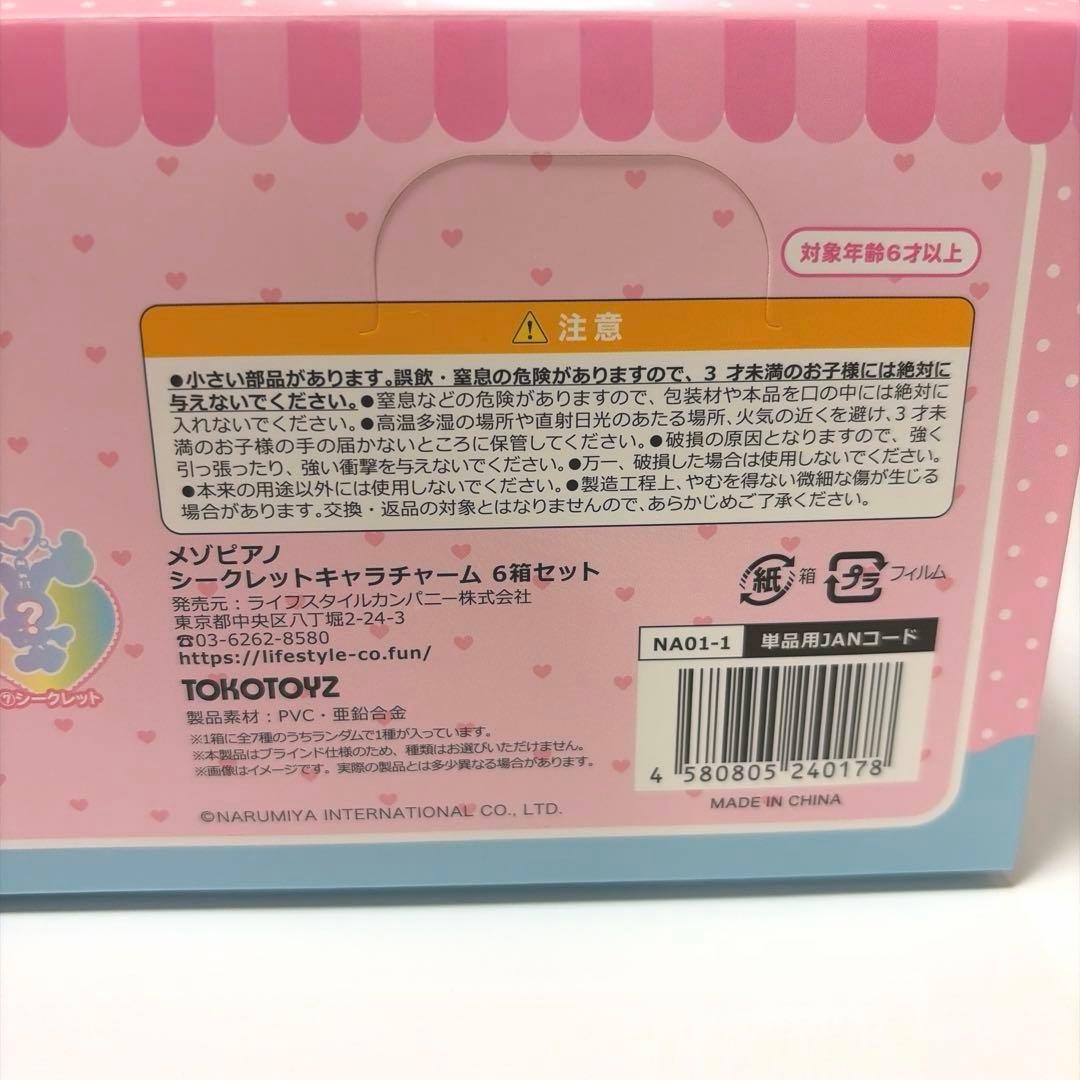 対象年齢6才以上
注意
●小さい部品があります。誤飲・窒息の危険がありますので、3 才未満のお子様には絶対に
与えないでください。●窒息などの危険がありますので、包装材や本品を口の中には絶対に
入れないでください。●高温多湿の場所や直射日光のあたる場所、火気の近くを避け、3 才未
満のお子様の手の届かないところに保管してください。●破損の原因となりますので、強く
引っ張ったり、強い衝撃を与えないでください。●万一、破損した場合は使用しないでください。
●本来の用途以外には使用しないでください。●製造工程上、やむを得ない微細な傷が生じる
場合があります。交換・返品の対象とはなりませんので、あらかじめご了承ください。
メゾピアノ
シークレットキャラチャーム 6箱セット
発売元:ライフスタイルカンパニー株式会社
東京都中央区八丁堀2-24-3
☎03-6262-8580
https://lifestyle-co.fun/
TOKOTOYZ
製品素材:PVC・亜鉛合金
※1箱に全7種のうちランダムで1種が入っています。
※本製品はブラインド仕様のため、種類はお選びいただけません。
※画像はイメージです。実際の製品とは多少異なる場合があります。
©NARUMIYA INTERNATIONAL CO., LTD.
?
⑦シークレット
紙 箱 プラ フィルム
NA01-1 単品用JANコード
4 580805 240178
MADE IN CHINA